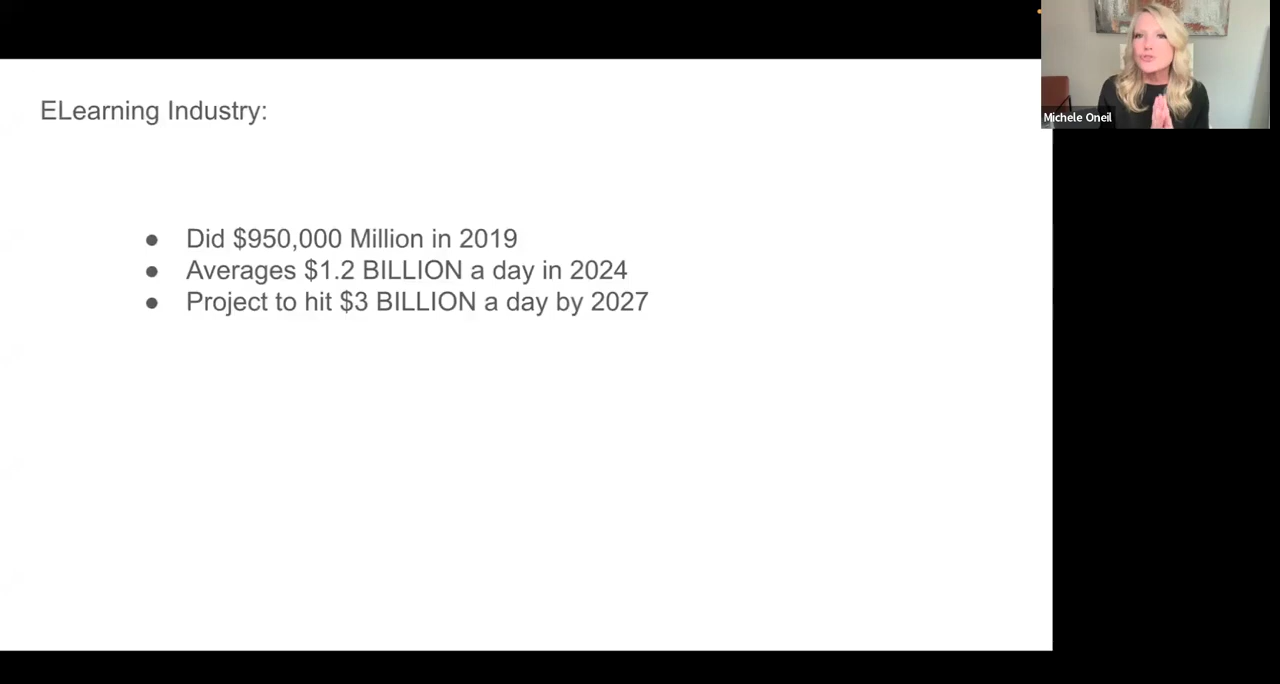 ELearning Industry:
● Did $950,000 Million in 2019
● Averages $1.2 BILLION a day in 2024
● Project to hit $3 BILLION a day by 2027
Michele Oneil